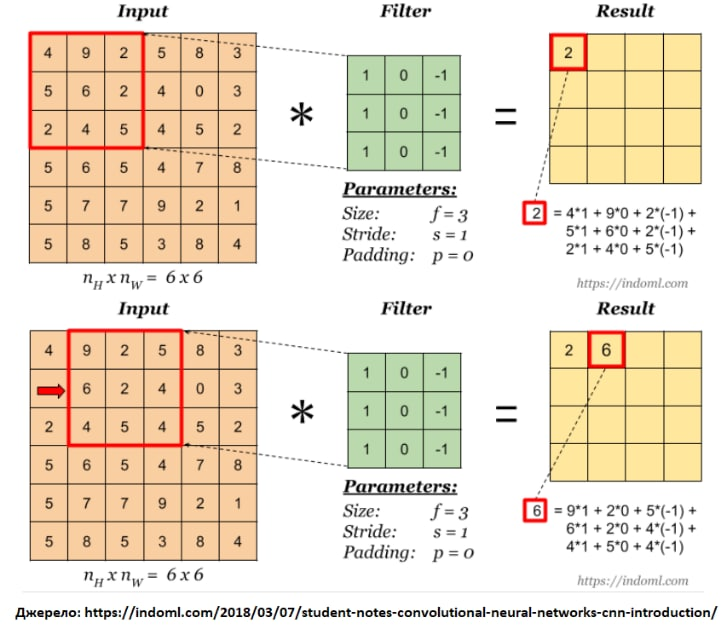 Input Filter Result
4 9 2 5 8 3
5 6 2 4 0 3
2 4 5 4 5 2
5 6 5 4 7 8
5 7 7 9 2 1
5 8 5 3 8 4
n_H x n_W = 6 x 6
*
1 0 -1
1 0 -1
1 0 -1
Parameters:
Size: f = 3
Stride: s = 1
Padding: p = 0
=
2
2 = 4*1 + 9*0 + 2*(-1) +
5*1 + 6*0 + 2*(-1) +
2*1 + 4*0 + 5*(-1)
https://indoml.com
Input Filter Result
4 9 2 5 8 3
6 2 4 0 3
2 4 5 4 5 2
5 6 5 4 7 8
5 7 7 9 2 1
5 8 5 3 8 4
n_H x n_W = 6 x 6
*
1 0 -1
1 0 -1
1 0 -1
Parameters:
Size: f = 3
Stride: s = 1
Padding: p = 0
=
2 6
6 = 9*1 + 2*0 + 5*(-1) +
6*1 + 2*0 + 4*(-1) +
4*1 + 5*0 + 4*(-1)
https://indoml.com
Джерело: https://indoml.com/2018/03/07/student-notes-convolutional-neural-networks-cnn-introduction/